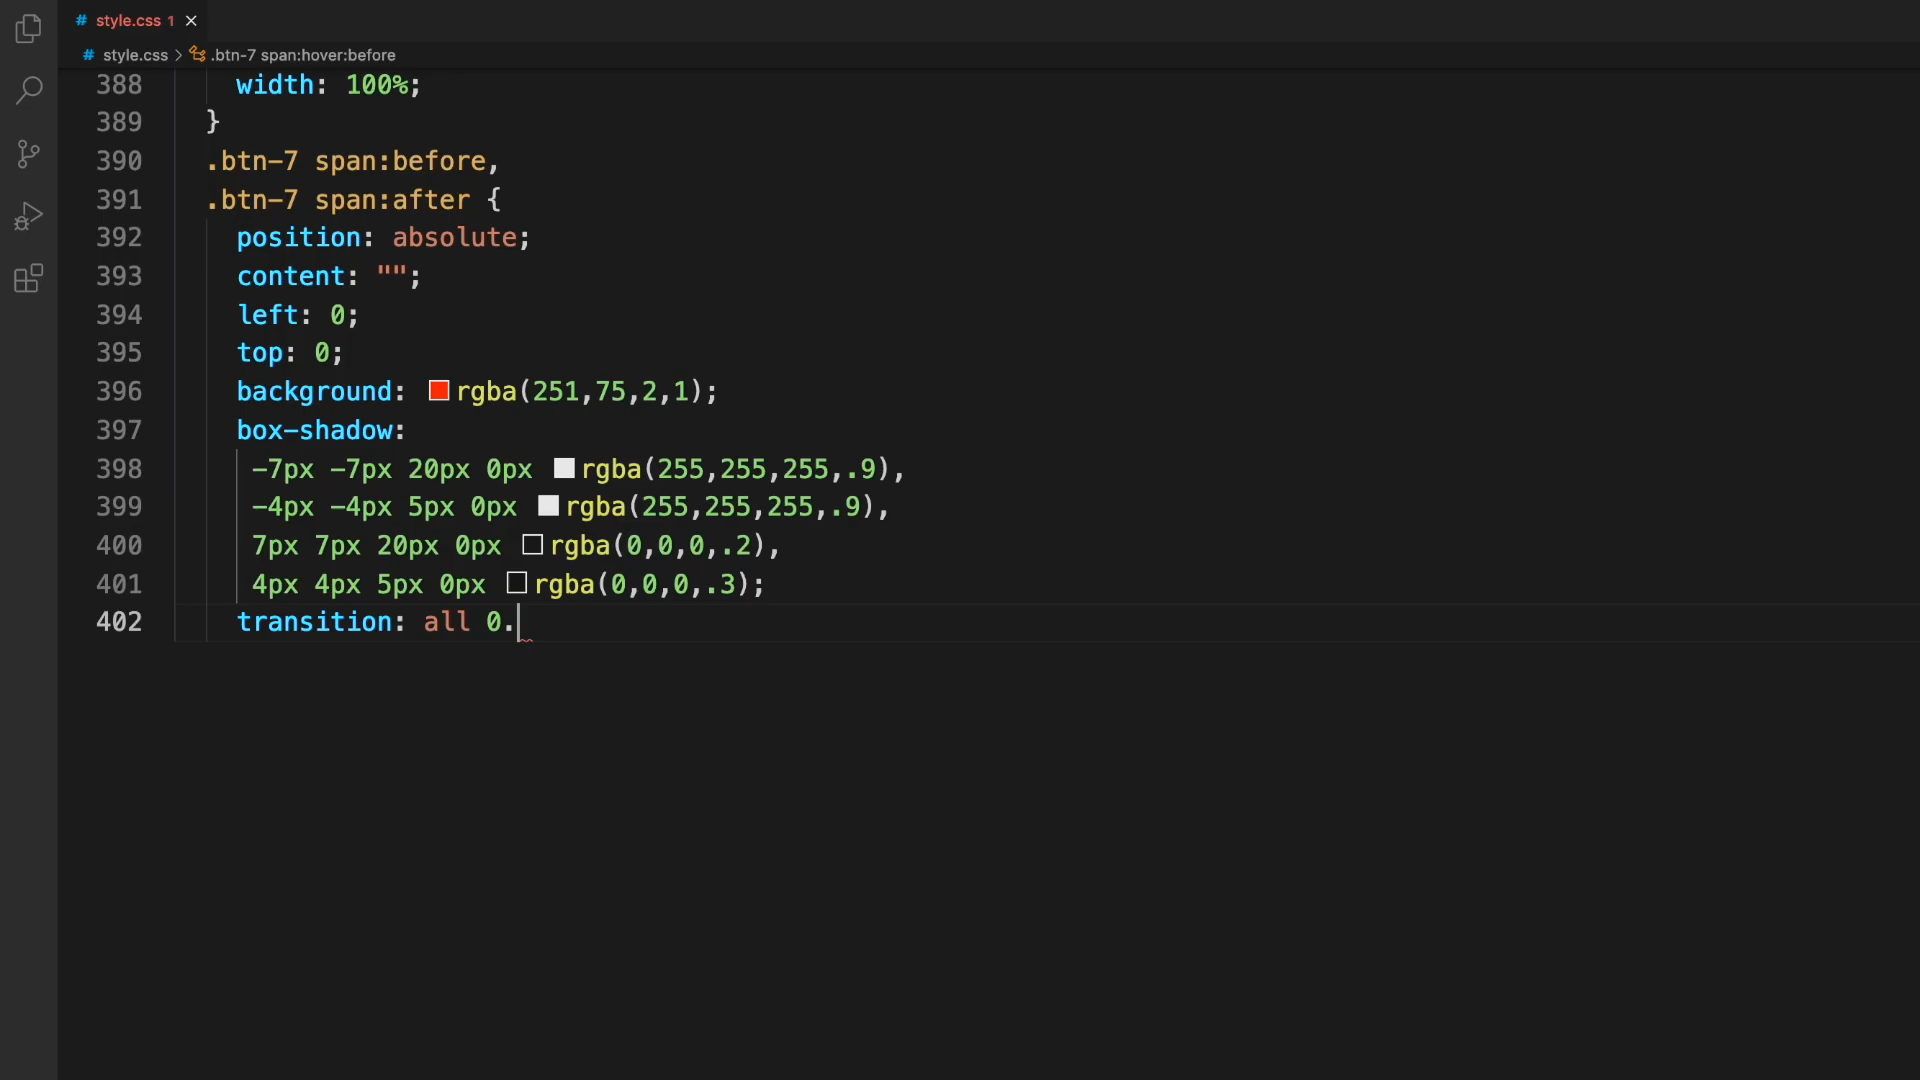 # style.css 1 ×
# style.css > .btn-7 span:hover:before
388 width: 100%;
389 }
390 .btn-7 span:before,
391 .btn-7 span:after {
392 position: absolute;
393 content: "";
394 left: 0;
395 top: 0;
396 background: rgba(251,75,2,1);
397 box-shadow:
398 -7px -7px 20px 0px rgba(255,255,255,.9),
399 -4px -4px 5px 0px rgba(255,255,255,.9),
400 7px 7px 20px 0px rgba(0,0,0,.2),
401 4px 4px 5px 0px rgba(0,0,0,.3);
402 transition: all 0.